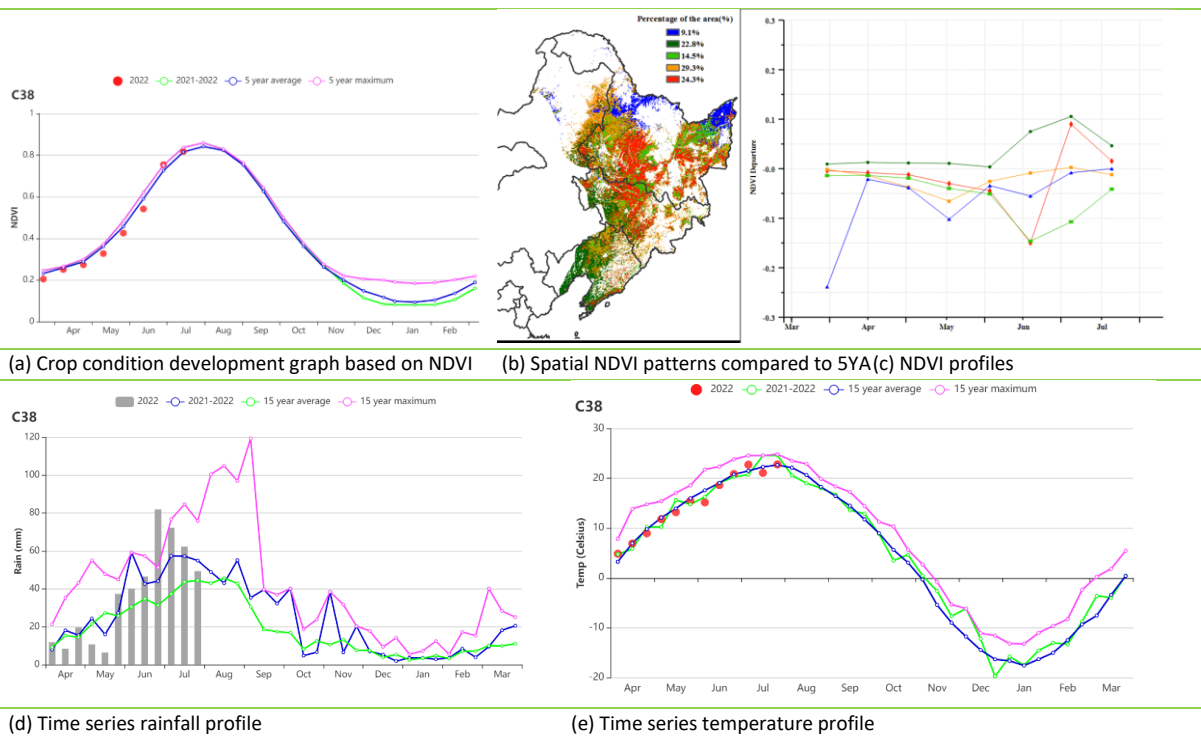 2022 2021-2022 5 year average 5 year maximum
C38
1
0.8
0.6
0.4
0.2
0
NDVI
Apr May Jun Jul Aug Sep Oct Nov Dec Jan Feb
Percentage of the area(%)
9.1%
22.8%
14.5%
29.3%
24.3%
0.3
0.2
0.1
-0.0
-0.1
-0.2
-0.3
NDVI Departure
Mar Apr May Jun Jul
(a) Crop condition development graph based on NDVI (b) Spatial NDVI patterns compared to 5YA(c) NDVI profiles
2022 2021-2022 15 year average 15 year maximum
C38
120
100
80
60
40
20
0
Rain (mm)
Apr May Jun Jul Aug Sep Oct Nov Dec Jan Feb Mar
2022 2021-2022 15 year average 15 year maximum
C38
30
20
10
0
-10
-20
Temp (Celsius)
Apr May Jun Jul Aug Sep Oct Nov Dec Jan Feb Mar
(d) Time series rainfall profile (e) Time series temperature profile